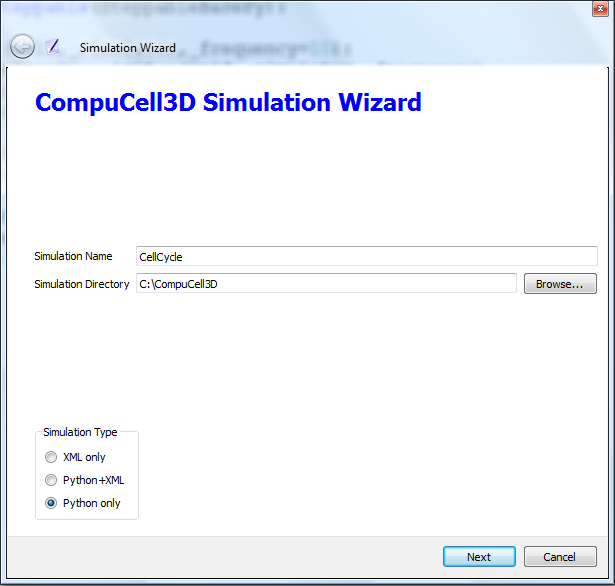 Simulation Wizard
CompuCell3D Simulation Wizard
Simulation Name CellCycle
Simulation Directory C:\CompuCell3D Browse...
Simulation Type
XML only
Python+XML
Python only
Next Cancel